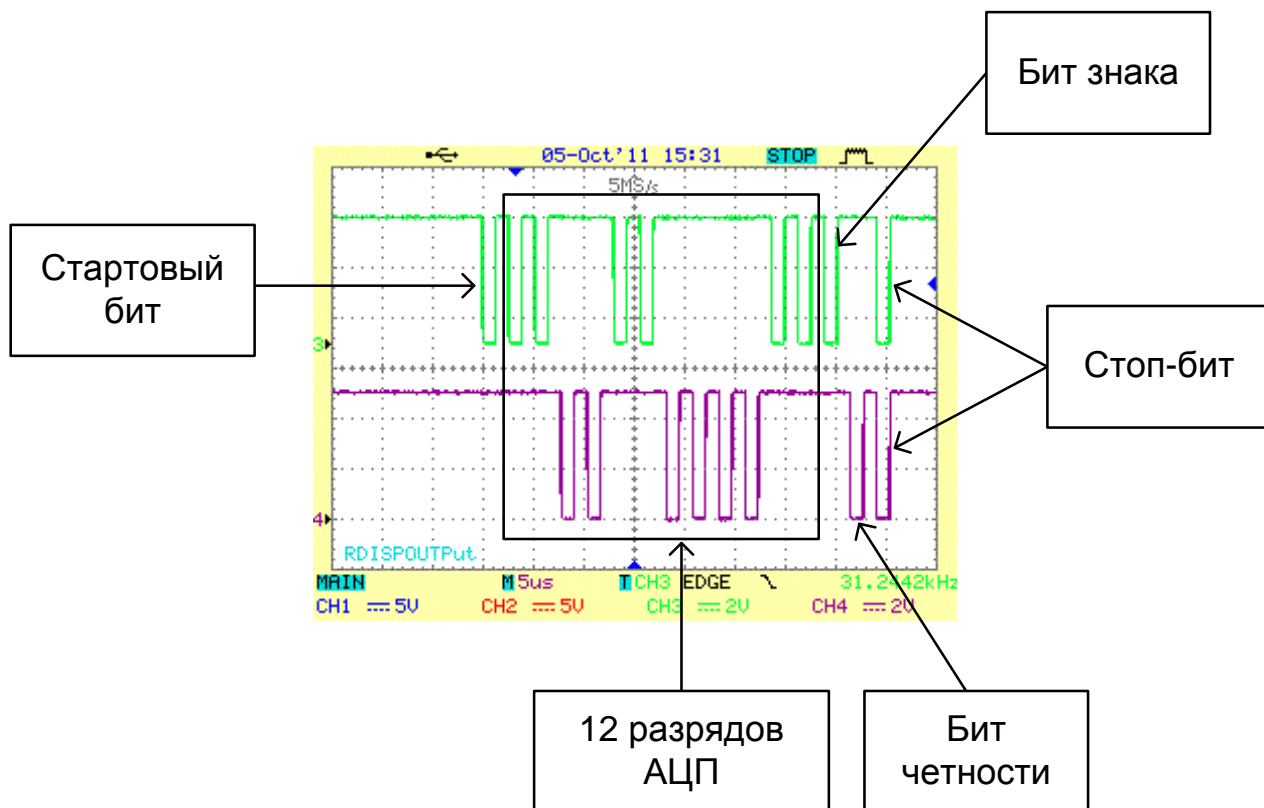 Бит знака
05-Oct'11 15:31 STOP
5MS/s
Стартовый
бит
Стоп-бит
3
4
RDISPOUTPut
MAIN M 5us T CH3 EDGE 31.2442kHz
CH1 5V CH2 5V CH3 2V CH4 2V
12 разрядов
АЦП
Бит
четности